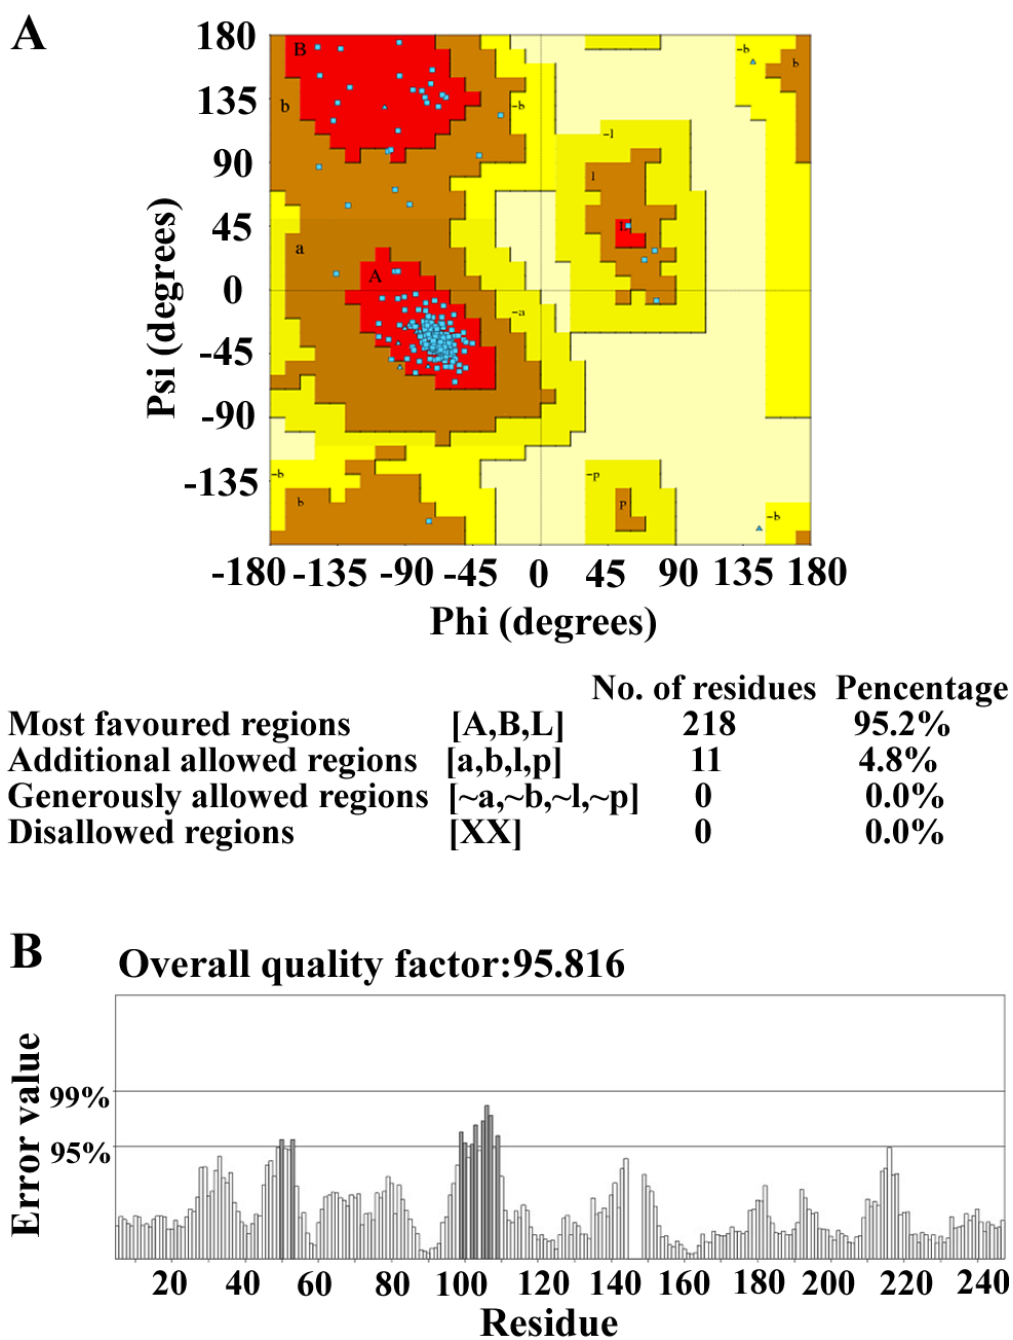 A
180
135
90
45
0
-45
-90
-135
Psi (degrees)
B
b
~b
~b
b
~l
l
L
a
A
~a
~b
b
~p
p
~b
-180 -135 -90 -45 0 45 90 135 180
Phi (degrees)
No. of residues Pencentage
Most favoured regions [A,B,L] 218 95.2%
Additional allowed regions [a,b,l,p] 11 4.8%
Generously allowed regions [~a,~b,~l,~p] 0 0.0%
Disallowed regions [XX] 0 0.0%
B
Overall quality factor:95.816
Error value
99%
95%
20 40 60 80 100 120 140 160 180 200 220 240
Residue